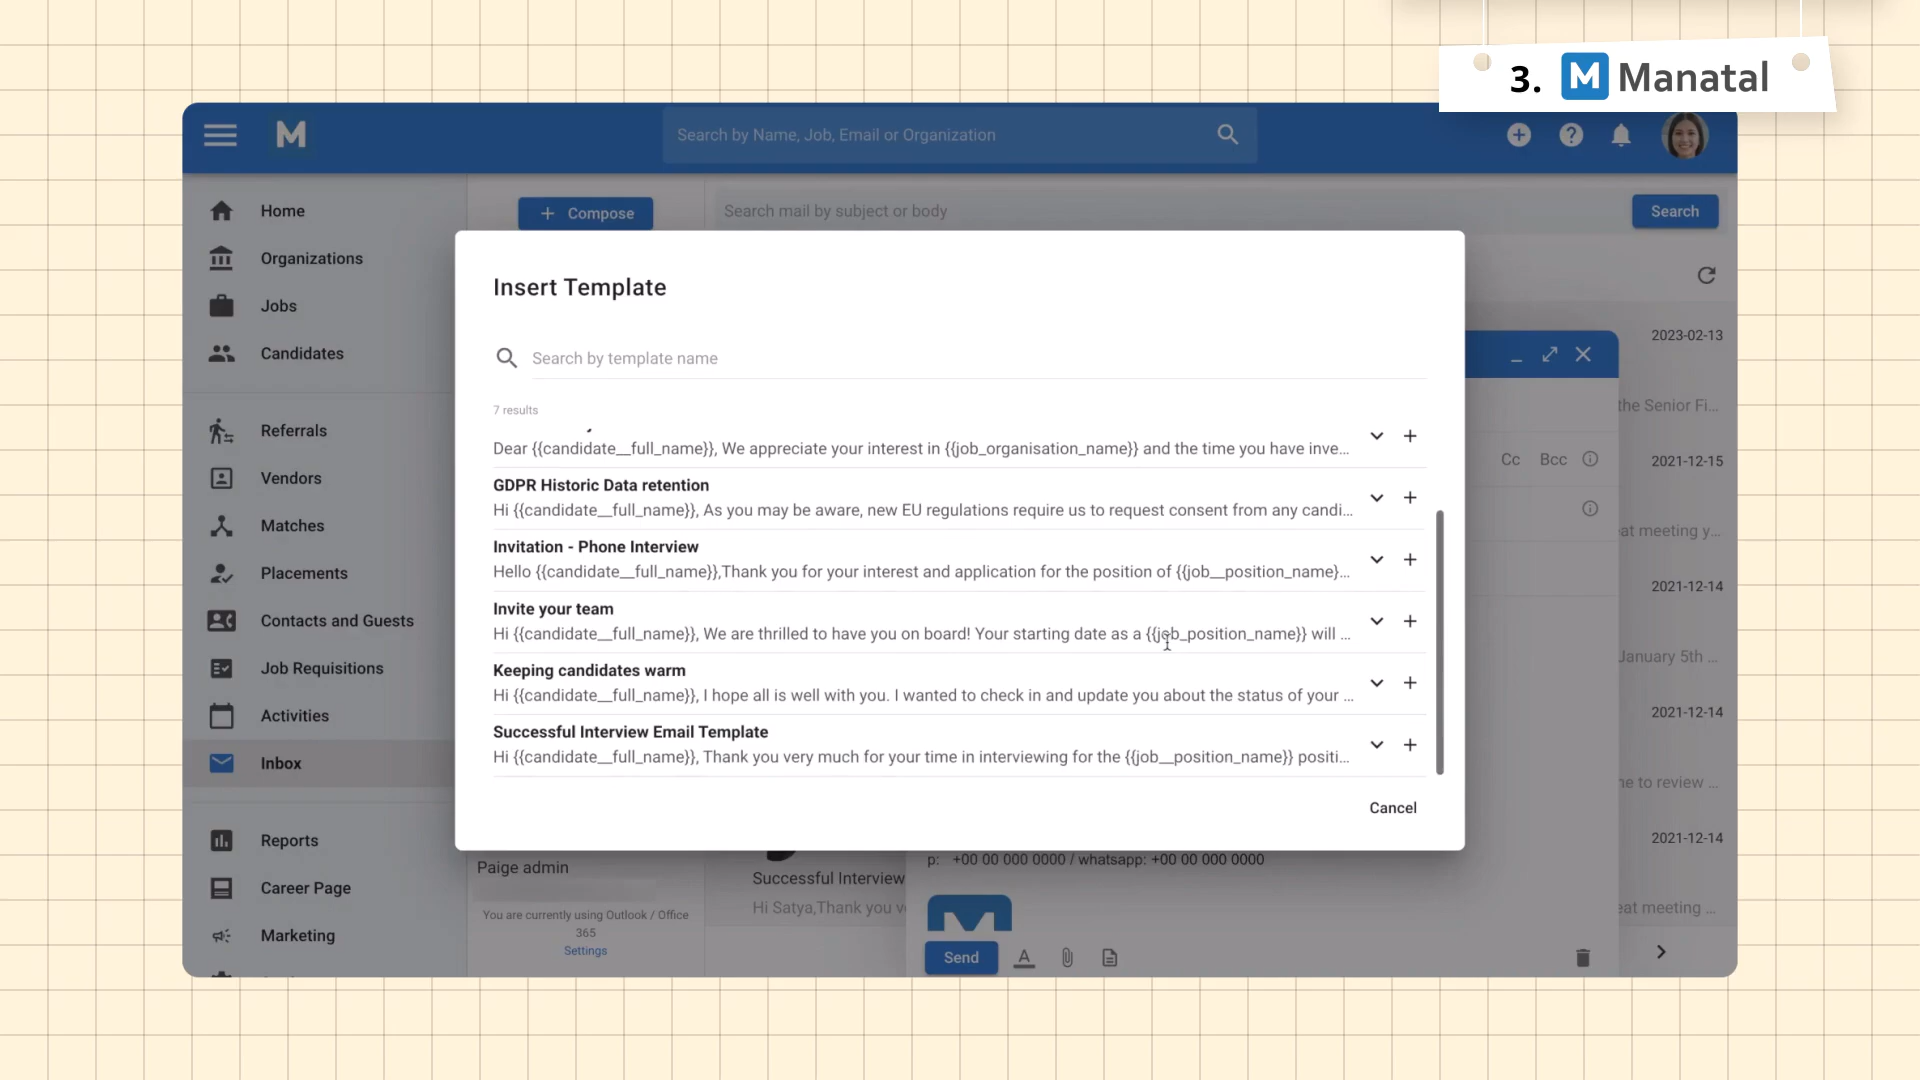 3. M Manatal
M
Search by Name, Job, Email or Organization
Home
Organizations
Jobs
Candidates
Referrals
Vendors
Matches
Placements
Contacts and Guests
Job Requisitions
Activities
Inbox
Reports
Career Page
Marketing
+ Compose
Search mail by subject or body
Search
Insert Template
Search by template name
7 results
Dear {{candidate__full_name}}, We appreciate your interest in {{job_organisation_name}} and the time you have inve...
GDPR Historic Data retention
Hi {{candidate__full_name}}, As you may be aware, new EU regulations require us to request consent from any candi...
Invitation - Phone Interview
Hello {{candidate__full_name}},Thank you for your interest and application for the position of {{job__position_name}...
Invite your team
Hi {{candidate__full_name}}, We are thrilled to have you on board! Your starting date as a {{job_position_name}} will ...
Keeping candidates warm
Hi {{candidate__full_name}}, I hope all is well with you. I wanted to check in and update you about the status of your ...
Successful Interview Email Template
Hi {{candidate__full_name}}, Thank you very much for your time in interviewing for the {{job__position_name}} positi...
Cancel
2023-02-13
the Senior Fi...
Cc Bcc
2021-12-15
eat meeting y...
2021-12-14
January 5th ...
2021-12-14
to review ...
2021-12-14
eat meeting ...
Paige admin
You are currently using Outlook / Office
365
Settings
Successful Interview
Hi Satya,Thank you
p: +00 00 000 0000 / whatsapp: +00 00 000 0000
Send
A